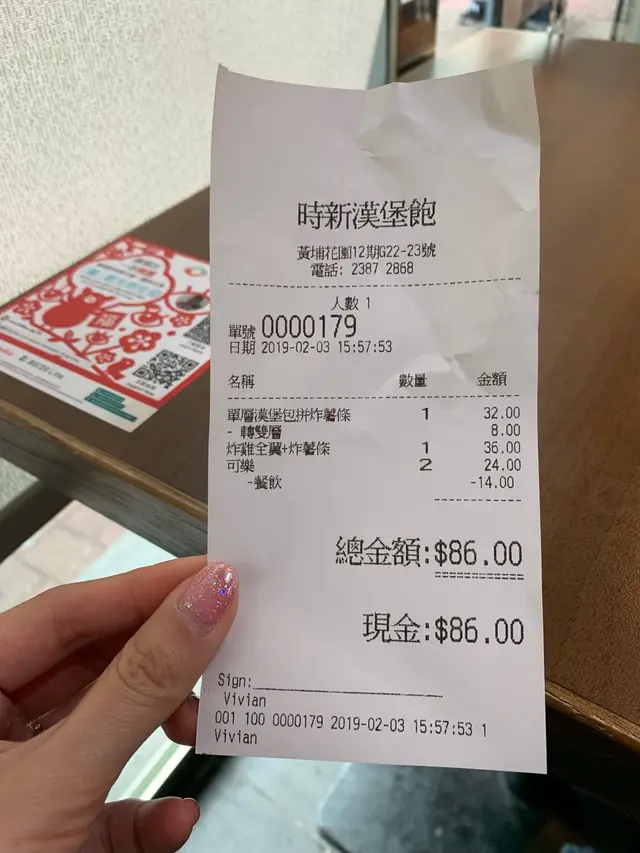 時新漢堡飽
黃埔花園12期G22-23號
電話: 2387 2868
人數 1
單號 0000179
日期 2019-02-03 15:57:53
名稱 數量 金額
單層漢堡包拼炸薯條 1 32.00
- 轉雙層 8.00
炸雞全翼+炸薯條 1 36.00
可樂 2 24.00
-餐飲 -14.00
總金額:$86.00
現金:$86.00
Sign:
Vivian
001 100 0000179 2019-02-03 15:57:53 1
Vivian